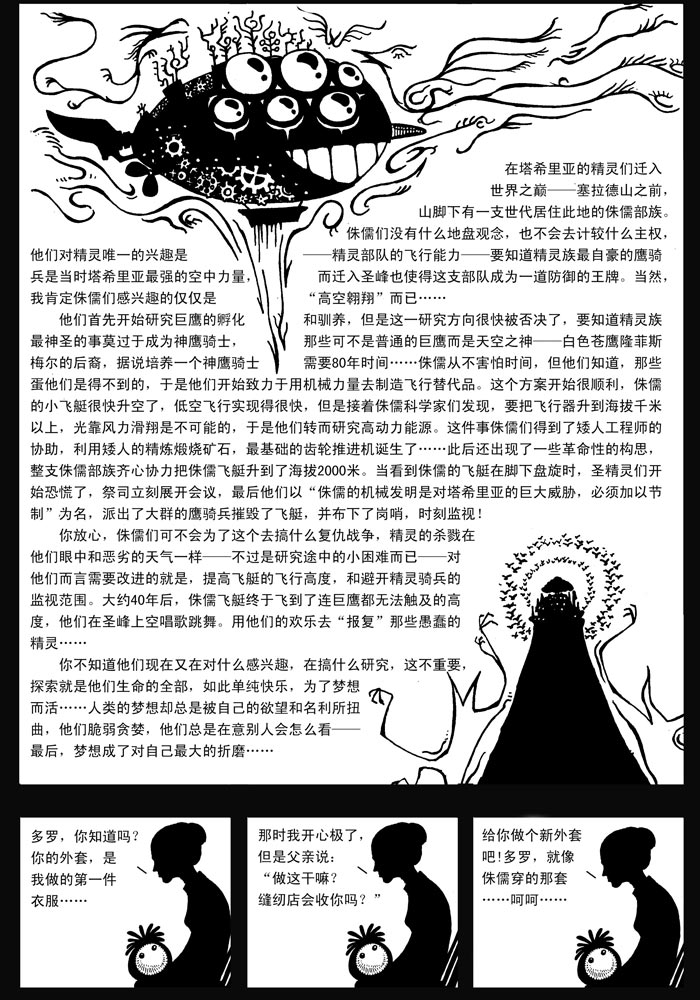 在塔希里亚的精灵们迁入
世界之巅——塞拉德山之前，
山脚下有一支世代居住此地的侏儒部族。
侏儒们没有什么地盘观念，也不会去计较什么主权，
他们对精灵唯一的兴趣是——精灵部队的飞行能力——要知道精灵族最自豪的鹰骑
兵是当时塔希里亚最强的空中力量，而迁入圣峰也使得这支部队成为一道防御的王牌。当然，
我肯定侏儒们感兴趣的仅仅是“高空翱翔”而已……
他们首先开始研究巨鹰的孵化和驯养，但是这一研究方向很快被否决了，要知道精灵族
最神圣的事莫过于成为神鹰骑士，那些可不是普通的巨鹰而是天空之神——白色苍鹰隆菲斯
梅尔的后裔，据说培养一个神鹰骑士需要80年时间……侏儒从不害怕时间，但他们知道，那些
蛋他们是得不到的，于是他们开始致力于用机械力量去制造飞行替代品。这个方案开始很顺利，侏儒
的小飞艇很快升空了，低空飞行实现得很快，但是接着侏儒科学家们发现，要把飞行器升到海拔千米
以上，光靠风力滑翔是不可能的，于是他们转而研究高动力能源。这件事侏儒们得到了矮人工程师的
协助，利用矮人的精炼煅烧矿石，最基础的齿轮推进机诞生了——此后还出现了一些革命性的构思，
整支侏儒部族齐心协力把侏儒飞艇升到了海拔2000米。当看到侏儒的飞艇在脚下盘旋时，圣精灵们开
始恐慌了，祭司立刻展开会议，最后他们以“侏儒的机械发明是对塔希里亚的巨大威胁，必须加以节
制”为名，派出了大群的鹰骑兵摧毁了飞艇，并布下了岗哨，时刻监视！
你放心，侏儒们可不会为了这个去搞什么复仇战争，精灵的杀戮在
他们眼中和恶劣的天气一样——不过是研究途中的小困难而已——对
他们而言需要改进的就是，提高飞艇的飞行高度，和避开精灵骑兵的
监视范围。大约40年后，侏儒飞艇终于飞到了连巨鹰都无法触及的高
度，他们在圣峰上空唱歌跳舞。用他们的欢乐去“报复”那些愚蠢的
精灵……
你不知道他们现在又在对什么感兴趣，在搞什么研究，这不重要，
探索就是他们生命的全部，如此单纯快乐，为了梦想
而活……人类的梦想却总是被自己的欲望和名利所扭
曲，他们脆弱贪婪，他们总是在意别人会怎么看——
最后，梦想成了对自己最大的折磨……
多罗，你知道吗？
你的外套，是
我做的第一件
衣服……
那时我开心极了，
但是父亲说：
“做这干嘛？
缝纫店会收你吗？”
给你做个新外套
吧！多罗，就像
侏儒穿的那套
……呵呵……